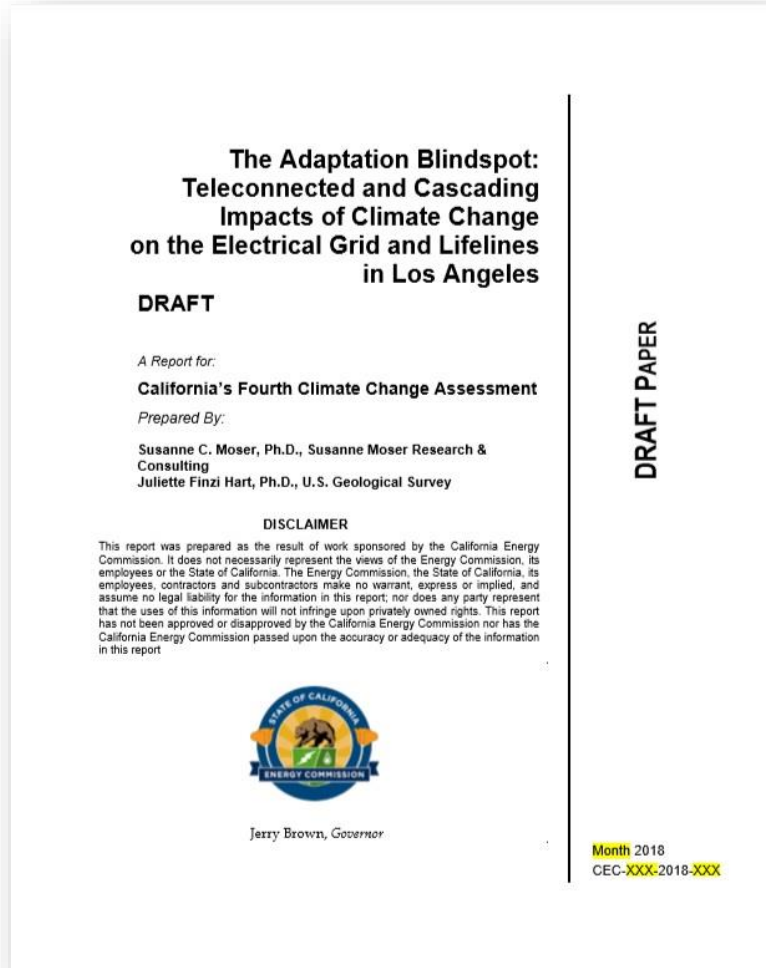 The Adaptation Blindspot:
Teleconnected and Cascading
Impacts of Climate Change
on the Electrical Grid and Lifelines
in Los Angeles
DRAFT
A Report for:
California's Fourth Climate Change Assessment
Prepared By:
Susanne C. Moser, Ph.D., Susanne Moser Research &
Consulting
Juliette Finzi Hart, Ph.D., U.S. Geological Survey
DISCLAIMER
This report was prepared as the result of work sponsored by the California Energy
Commission. It does not necessarily represent the views of the Energy Commission, its
employees or the State of California. The Energy Commission, the State of California, its
employees, contractors and subcontractors make no warrant, express or implied, and
assume no legal liability for the information in this report; nor does any party represent
that the uses of this information will not infringe upon privately owned rights. This report
has not been approved or disapproved by the California Energy Commission nor has the
California Energy Commission passed upon the accuracy or adequacy of the information
in this report
STATE OF CALIFORNIA
ENERGY COMMISSION
Jerry Brown, Governor
DRAFT PAPER
Month 2018
CEC-XXX-2018-XXX